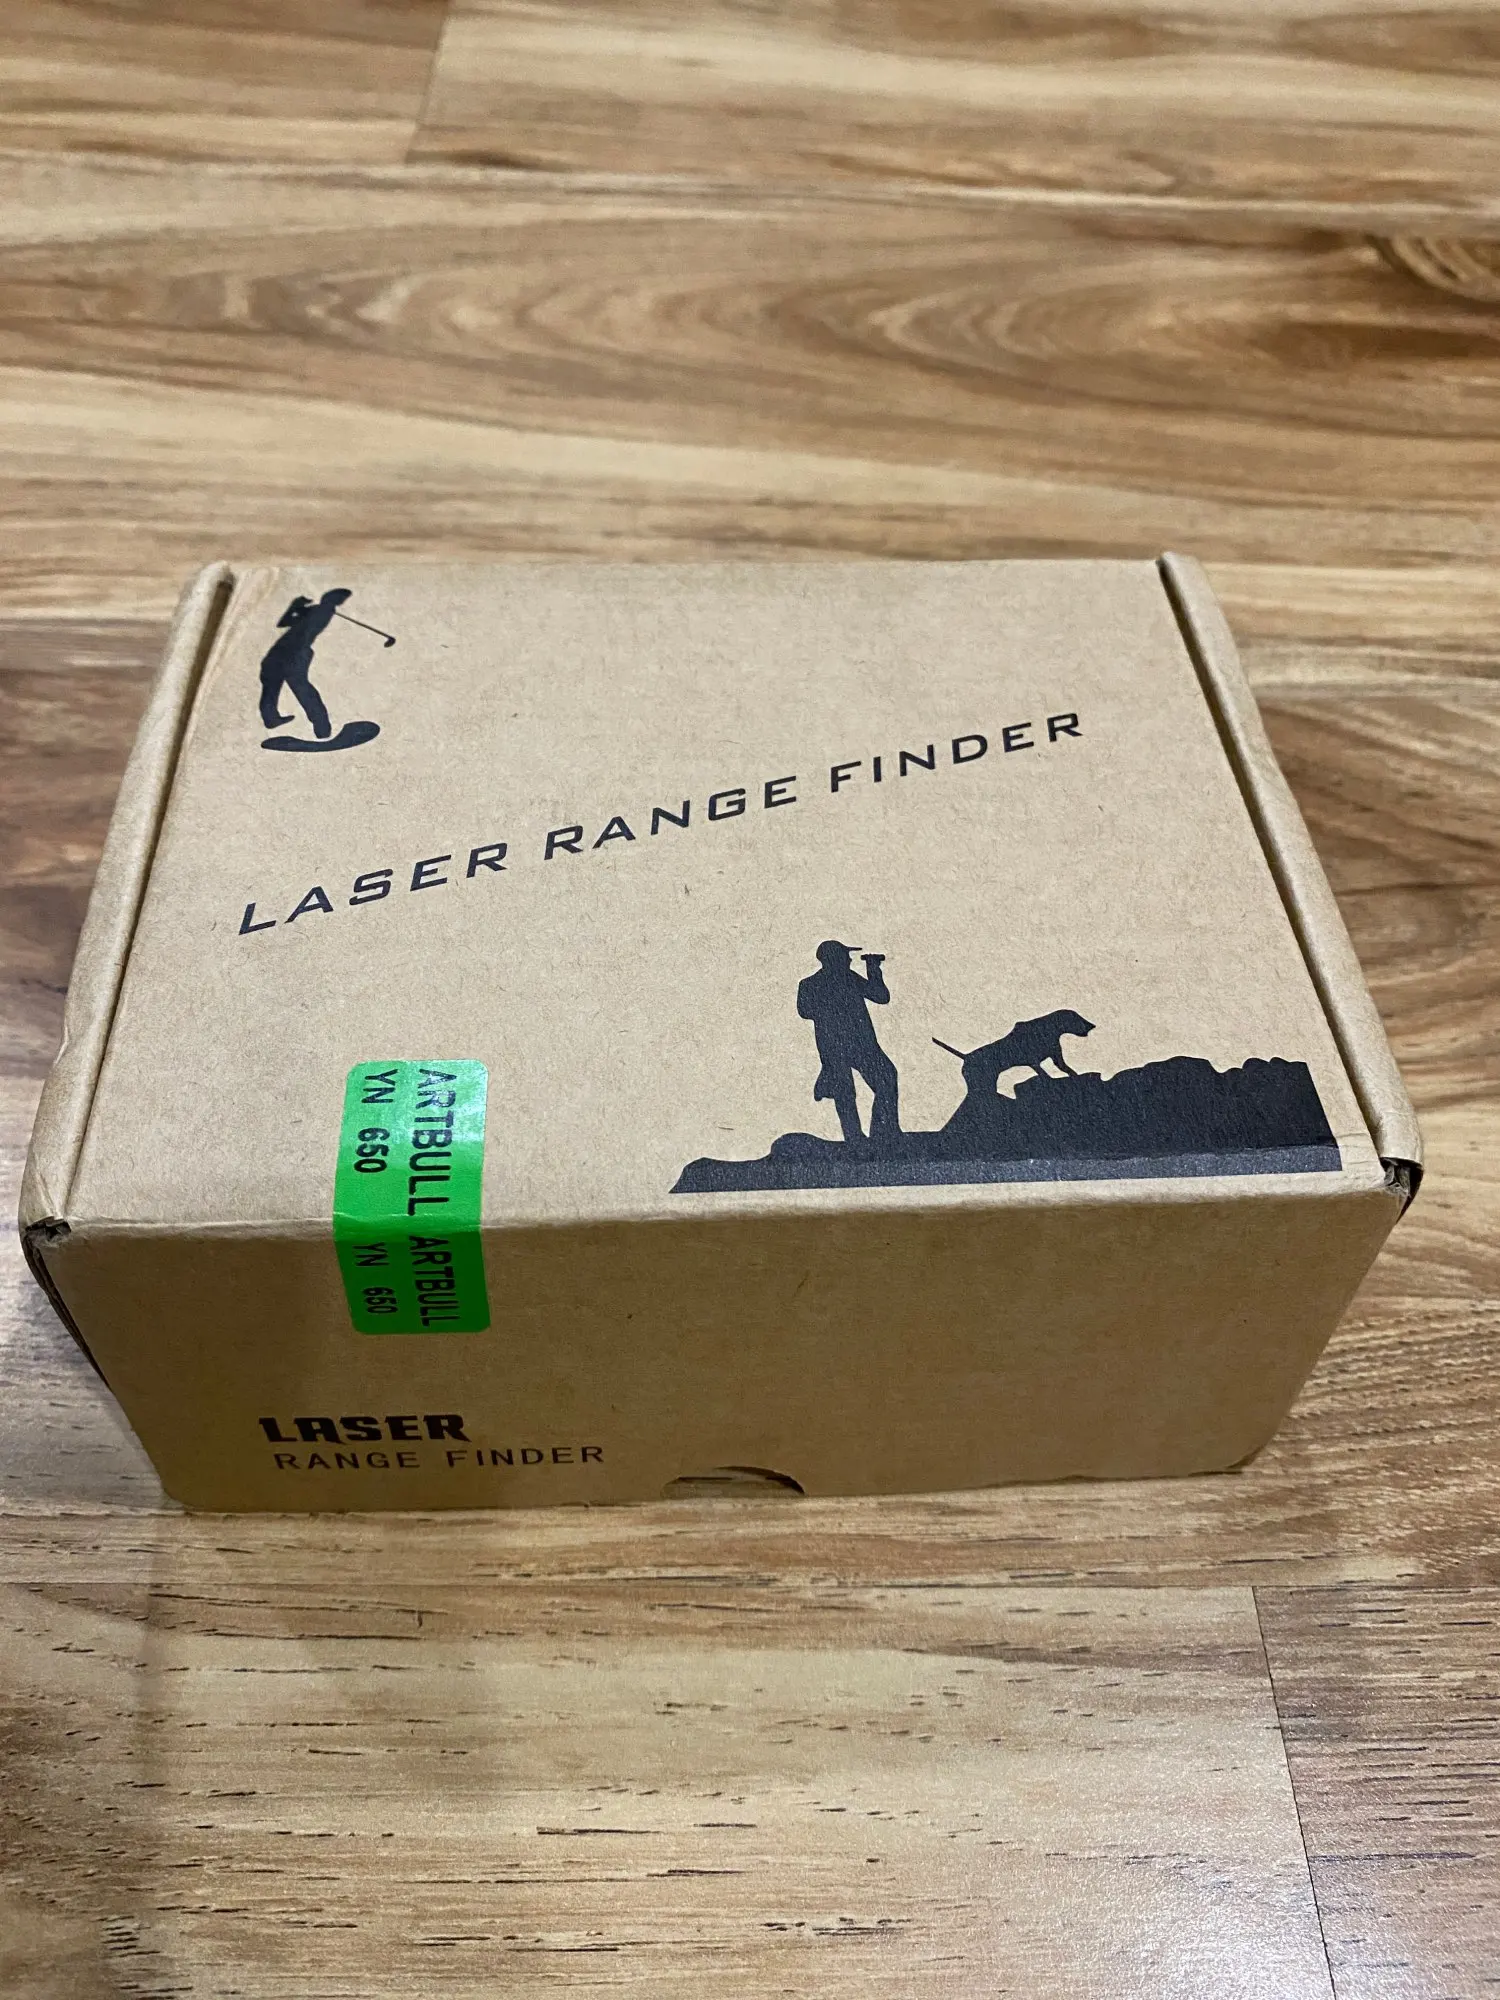 LASER RANGE FINDER
ARTBULL ARTBULL
YN 650 YN 650
LASER
RANGE FINDER